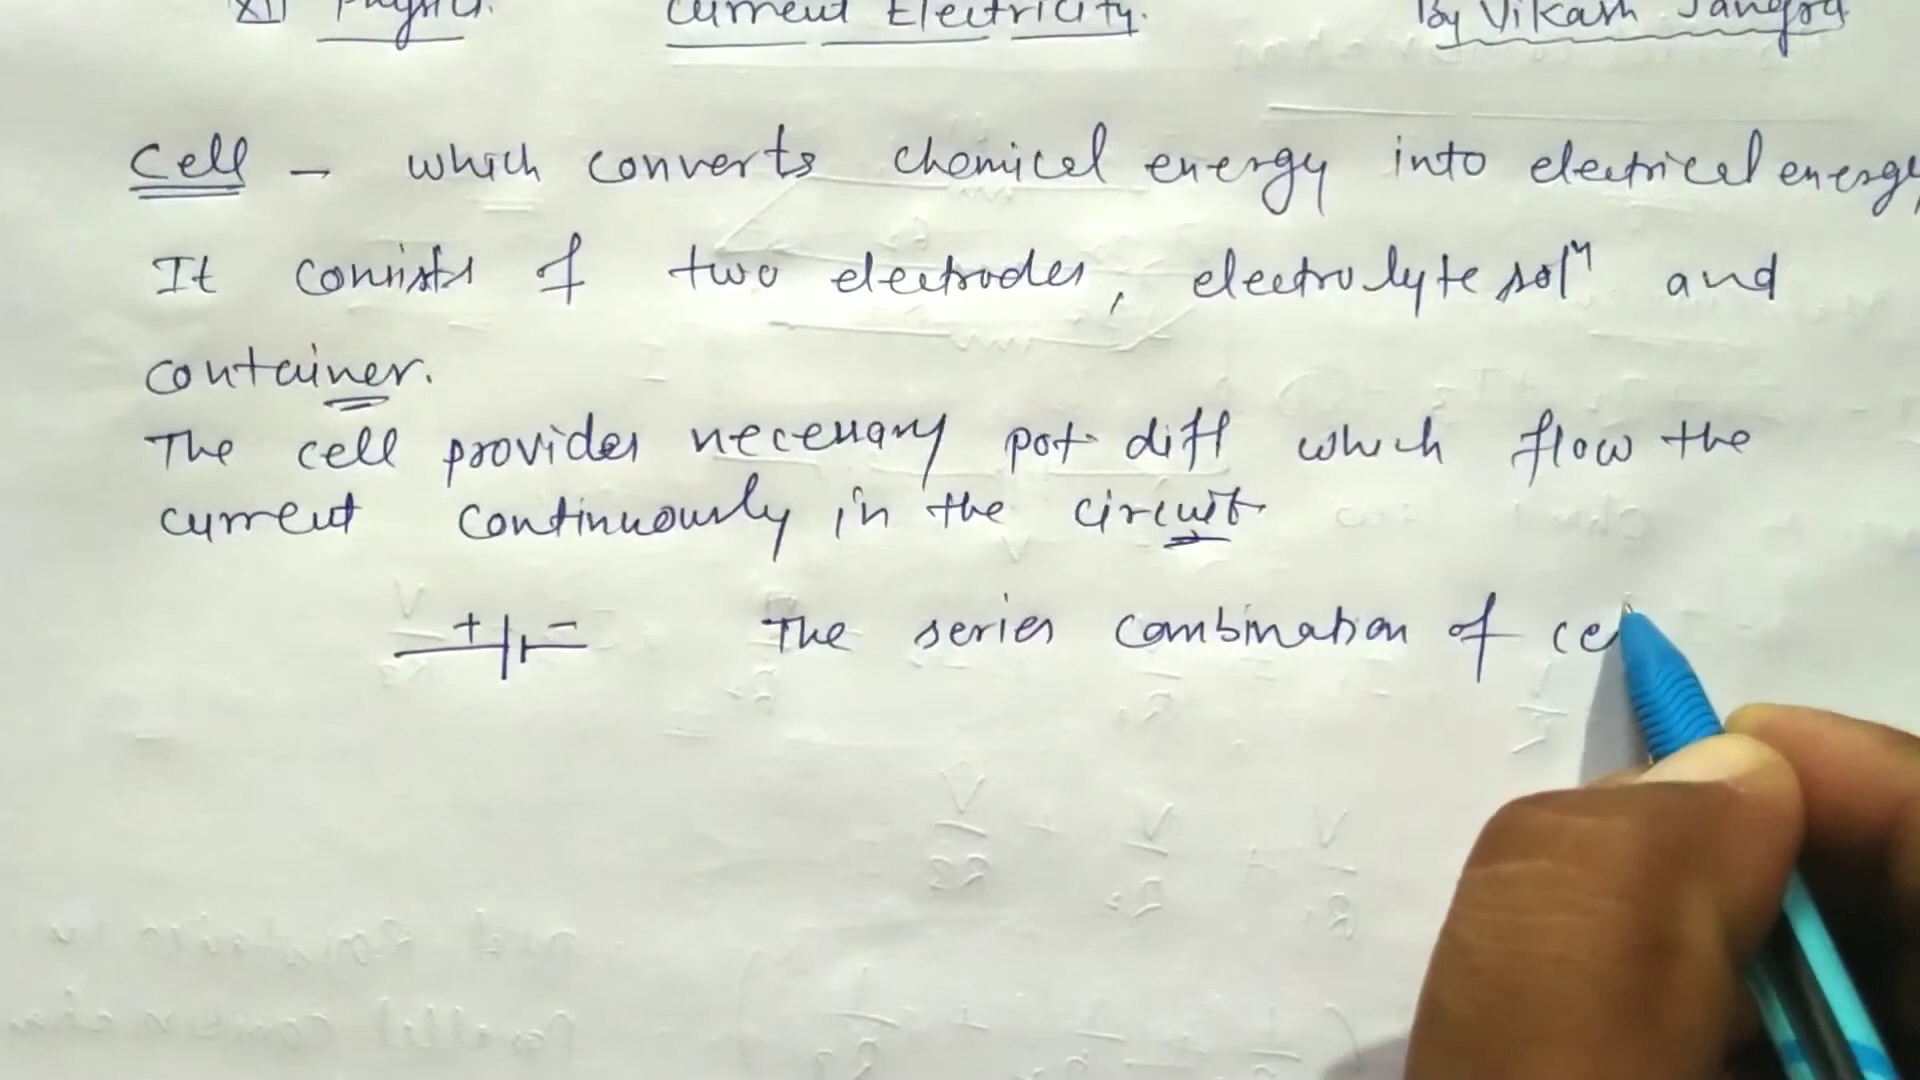 XII Physics. Current Electricity. By Vikash Jangra
Cell - which converts chemical energy into electrical energy
It consists of two electrodes, electrolyte solⁿ and
container.
The cell provides necessary pot. diff which flow the
current continuously in the circuit
+ - The series combination of ce